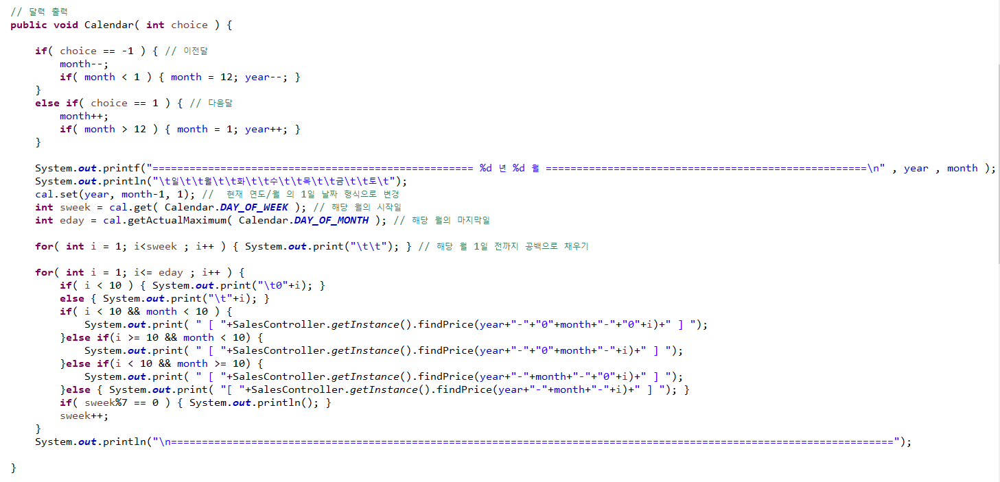 // 달력 출력
public void Calendar( int choice ) {
if( choice == -1 ) { // 이전달
month--;
if( month < 1 ) { month = 12; year--; }
}
else if( choice == 1 ) { // 다음달
month++;
if( month > 12 ) { month = 1; year++; }
}
System.out.printf("==================================================== %d 년 %d 월 ====================================================\n" , year , month );
System.out.println("\t일\t\t월\t\t화\t\t수\t\t목\t\t금\t\t토\t");
cal.set(year, month-1, 1); // 현재 연도/월 의 1일 날짜 형식으로 변경
int sweek = cal.get( Calendar.DAY_OF_WEEK ); // 해당 월의 시작일
int eday = cal.getActualMaximum( Calendar.DAY_OF_MONTH ); // 해당 월의 마지막일
for( int i = 1; i<sweek ; i++ ) { System.out.print("\t\t"); } // 해당 월 1일 전까지 공백으로 채우기
for( int i = 1; i<= eday ; i++ ) {
if( i < 10 ) { System.out.print("\t0"+i); }
else { System.out.print("\t"+i); }
if( i < 10 && month < 10 ) {
System.out.print( " [ "+SalesController.getInstance().findPrice(year+"-"+"0"+month+"-"+"0"+i)+" ] ");
}else if(i >= 10 && month < 10) {
System.out.print( " [ "+SalesController.getInstance().findPrice(year+"-"+"0"+month+"-"+i)+" ] ");
}else if(i < 10 && month >= 10) {
System.out.print( " [ "+SalesController.getInstance().findPrice(year+"-"+month+"-"+"0"+i)+" ] ");
}else { System.out.print( "[ "+SalesController.getInstance().findPrice(year+"-"+month+"-"+i)+" ] "); }
if( sweek%7 == 0 ) { System.out.println(); }
sweek++;
}
System.out.println("\n=====================================================================================================================");
}